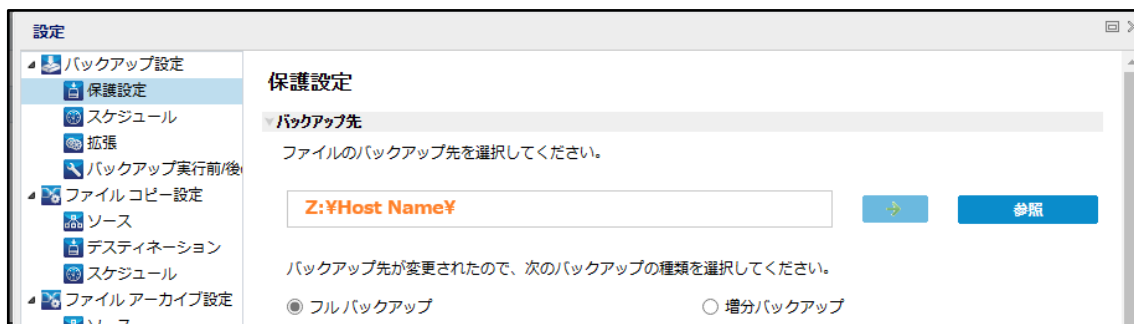 設定
バックアップ設定
保護設定
スケジュール
拡張
バックアップ実行前/後
ファイル コピー設定
ソース
デスティネーション
スケジュール
ファイル アーカイブ設定
保護設定
バックアップ先
ファイルのバックアップ先を選択してください。
Z:¥Host Name¥
参照
バックアップ先が変更されたので、次のバックアップの種類を選択してください。
フル バックアップ
増分バックアップ